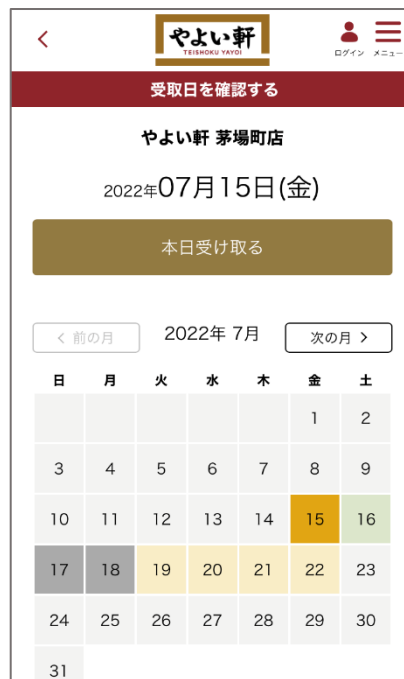 やよい軒
TEISHOKU YAYOI
ログイン メニュー
受取日を確認する
やよい軒 茅場町店
2022年07月15日(金)
本日受け取る
前の月 2022年 7月 次の月
日 月 火 水 木 金 土
1 2
3 4 5 6 7 8 9
10 11 12 13 14 15 16
17 18 19 20 21 22 23
24 25 26 27 28 29 30
31